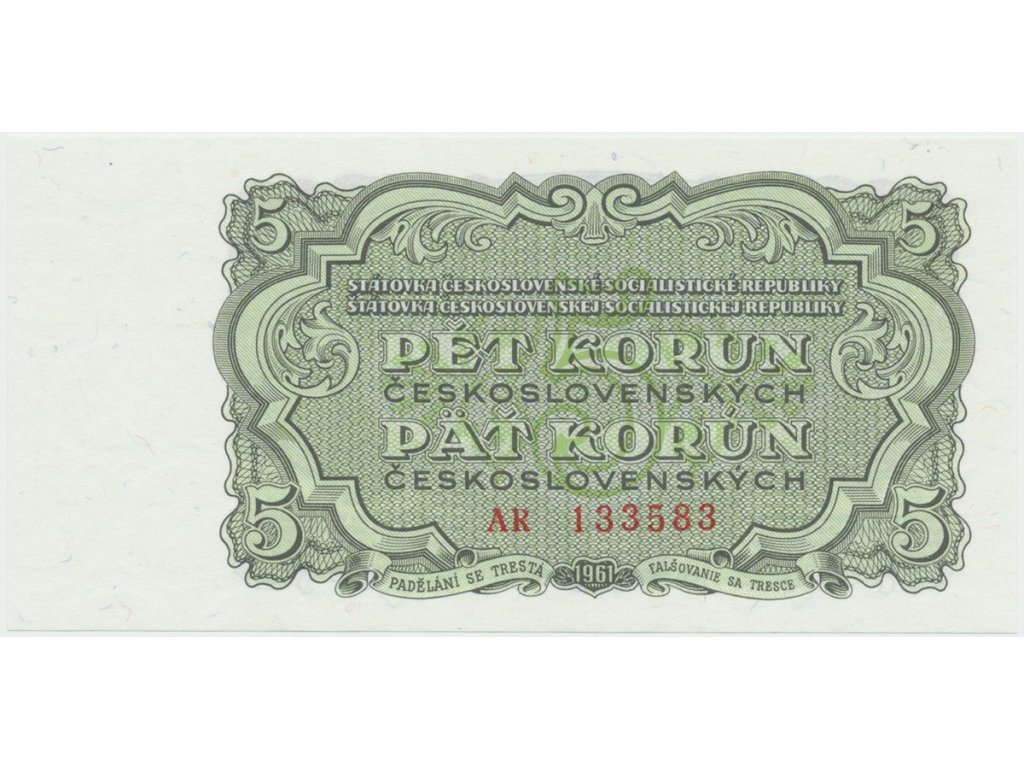 5 5
STÁTOVKA ČESKOSLOVENSKÉ SOCIALISTICKÉ REPUBLIKY
ŠTÁTOVKA ČESKOSLOVENSKEJ SOCIALISTICKEJ REPUBLIKY
PĚT KORUN
ČESKOSLOVENSKÝCH
PÄŤ KORÚN
ČESKOSLOVENSKÝCH
5 5
AR 133583
PADĚLÁNÍ SE TRESTÁ 1961 FALŠOVANIE SA TRESCE